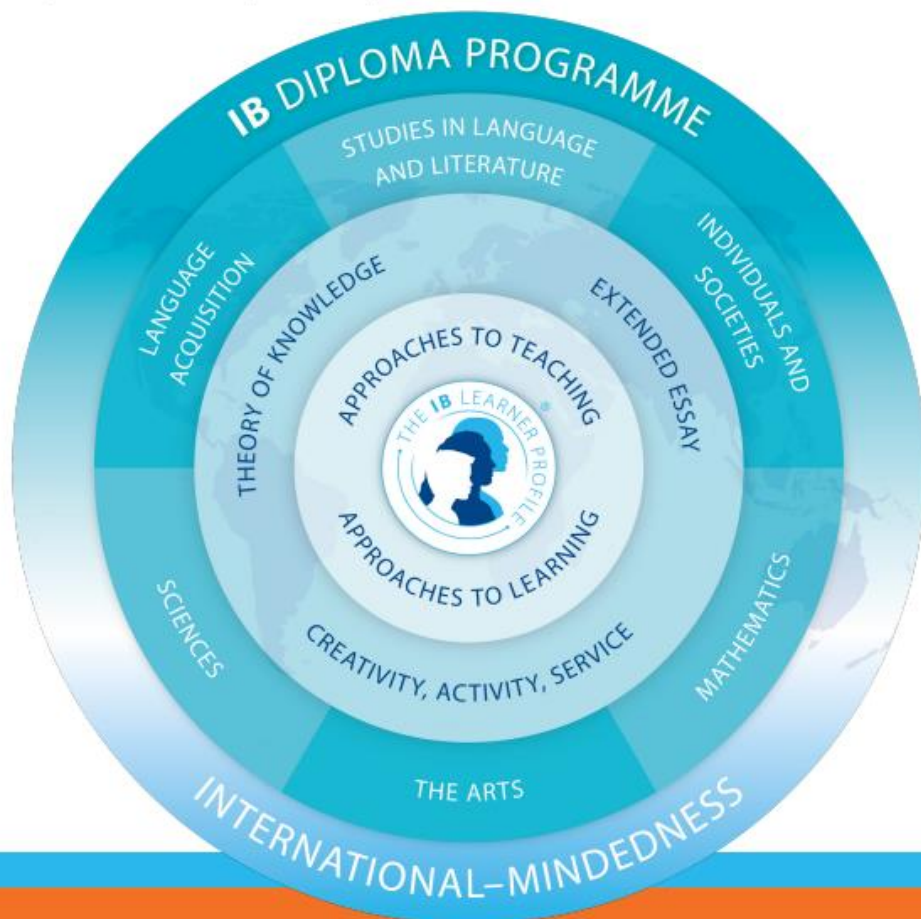 IB DIPLOMA PROGRAMME
STUDIES IN LANGUAGE
AND LITERATURE
LANGUAGE
ACQUISITION
INDIVIDUALS AND
SOCIETIES
THEORY OF KNOWLEDGE
EXTENDED ESSAY
APPROACHES TO TEACHING
THE IB LEARNER PROFILE®
APPROACHES TO LEARNING
CREATIVITY, ACTIVITY, SERVICE
SCIENCES
MATHEMATICS
THE ARTS
INTERNATIONAL–MINDEDNESS